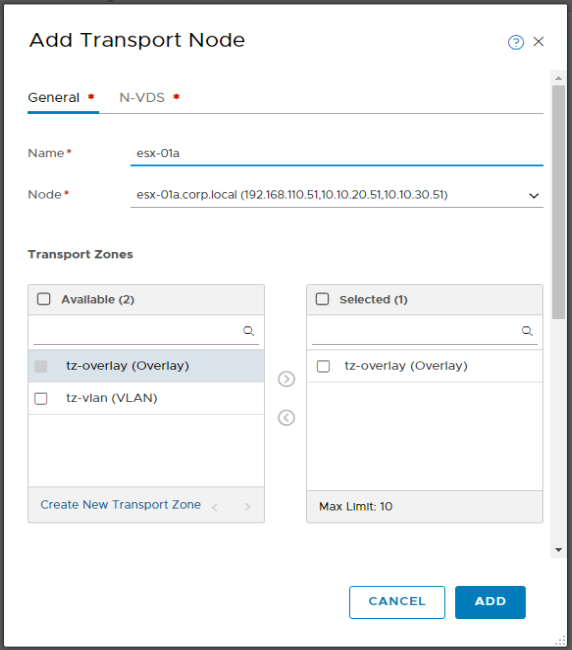 Add Transport Node
General *
N-VDS *
Name*
esx-01a
Node*
esx-01a.corp.local (192.168.110.51,10.10.20.51,10.10.30.51)
Transport Zones
Available (2)
Selected (1)
tz-overlay (Overlay)
tz-overlay (Overlay)
tz-vlan (VLAN)
Create New Transport Zone
Max Limit: 10
CANCEL
ADD